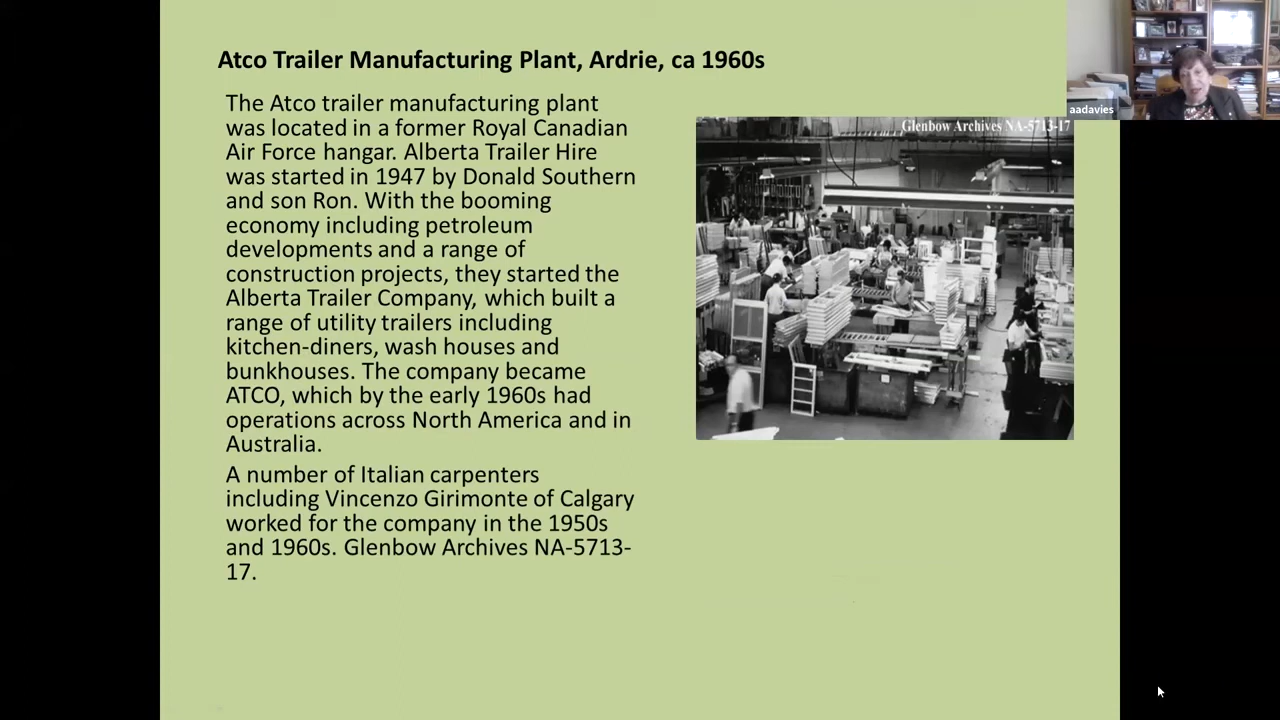 Atco Trailer Manufacturing Plant, Ardrie, ca 1960s
The Atco trailer manufacturing plant
was located in a former Royal Canadian
Air Force hangar. Alberta Trailer Hire
was started in 1947 by Donald Southern
and son Ron. With the booming
economy including petroleum
developments and a range of
construction projects, they started the
Alberta Trailer Company, which built a
range of utility trailers including
kitchen-diners, wash houses and
bunkhouses. The company became
ATCO, which by the early 1960s had
operations across North America and in
Australia.
A number of Italian carpenters
including Vincenzo Girimonte of Calgary
worked for the company in the 1950s
and 1960s. Glenbow Archives NA-5713-
17.
Glenbow Archives NA-5713-17
aadavies